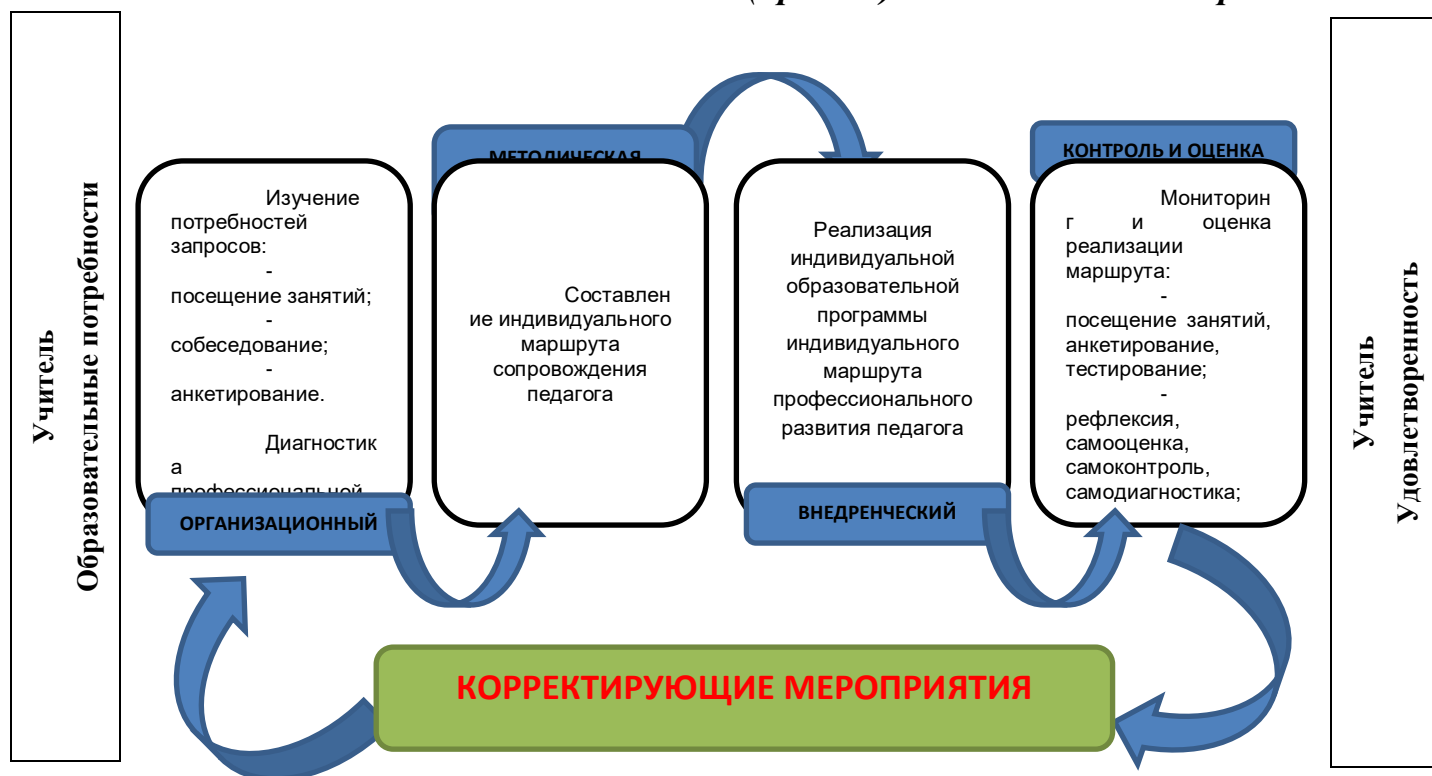 Учитель
Образовательные потребности
Изучение
потребностей
запросов:
-
посещение занятий;
-
собеседование;
-
анкетирование.
Диагностик
а
профессиональной
ОРГАНИЗАЦИОННЫЙ
МЕТОДИЧЕСКАЯ
Составлен
ие индивидуального
маршрута
сопровождения
педагога
Реализация
индивидуальной
образовательной
программы
индивидуального
маршрута
профессионального
развития педагога
ВНЕДРЕНЧЕСКИЙ
КОНТРОЛЬ И ОЦЕНКА
Мониторин
г и оценка
реализации
маршрута:
-
посещение занятий,
анкетирование,
тестирование;
-
рефлексия,
самооценка,
самоконтроль,
самодиагностика;
КОРРЕКТИРУЮЩИЕ МЕРОПРИЯТИЯ
Учитель
Удовлетворенность